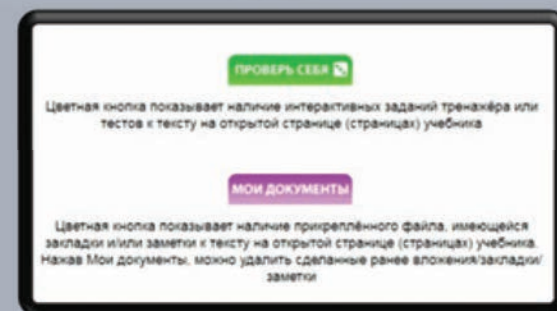 ПРОВЕРЬ СЕБЯ
Цветная кнопка показывает наличие интерактивных заданий тренажёра или
тестов к тексту на открытой странице (страницах) учебника
МОИ ДОКУМЕНТЫ
Цветная кнопка показывает наличие прикреплённого файла, имеющейся
закладки и/или заметки к тексту на открытой странице (страницах) учебника.
Нажав Мои документы, можно удалить сделанные ранее вложения/закладки/
заметки